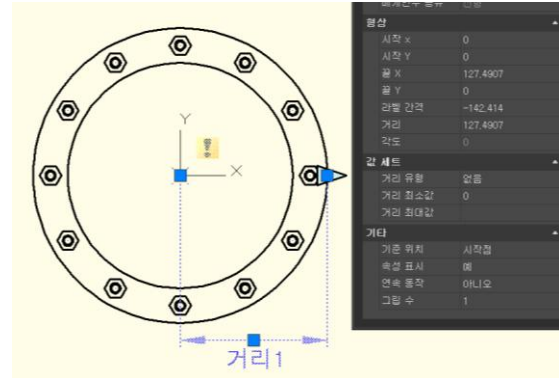 형상
시작 X 0
시작 Y 0
끝 X 127,4907
끝 Y 0
라벨 간격 -142,414
거리 127,4907
각도 0
값 세트
거리 유형 없음
거리 최소값 0
거리 최대값
기타
기준 위치 시작점
속성 표시 예
연속 동작 아니오
그립 수 1
Y
X
거리1